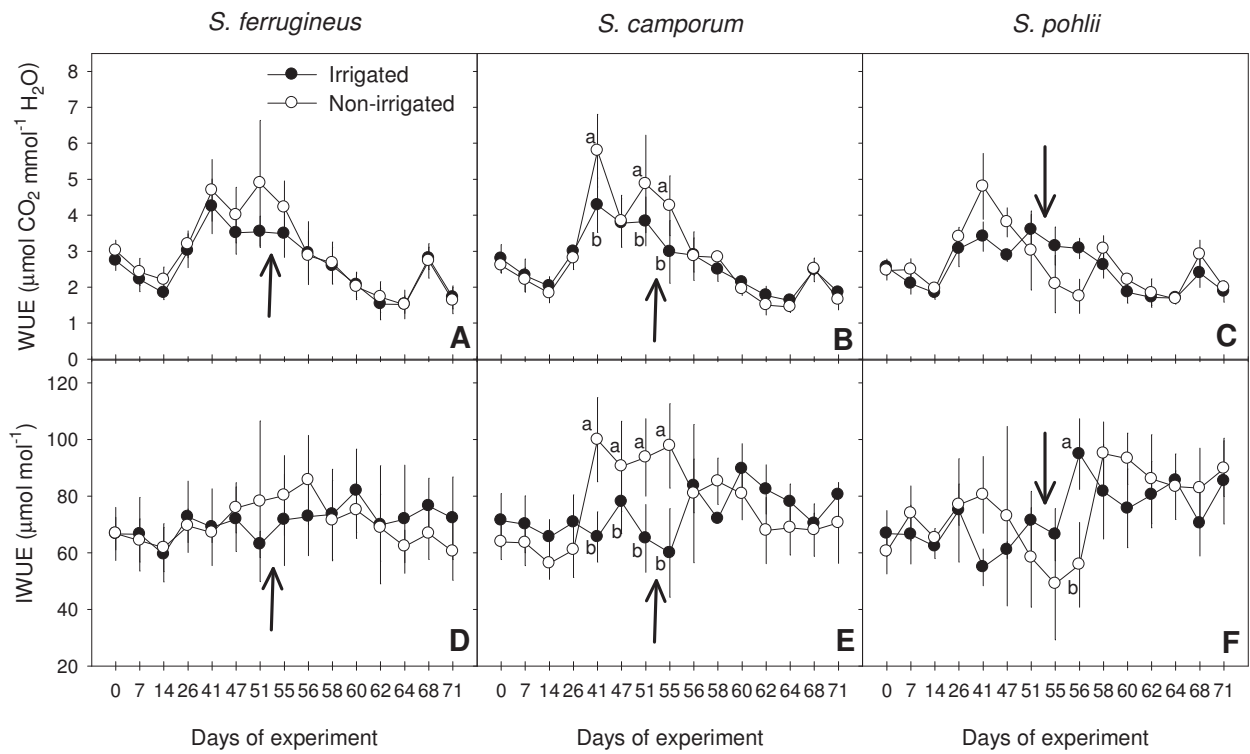 S. ferrugineus S. camporum S. pohlii
WUE (μmol CO₂ mmol⁻¹ H₂O)
8
7
6
5
4
3
2
1
0
Irrigated
Non-irrigated
A
a
b
a
b
a
b
B
C
IWUE (μmol mol⁻¹)
120
100
80
60
40
20
D
a
b
a
b
a
b
a
b
E
a
b
F
0 7 14 26 41 47 51 55 56 58 60 62 64 68 71 0 7 14 26 41 47 51 55 56 58 60 62 64 68 71 0 7 14 26 41 47 51 55 56 58 60 62 64 68 71
Days of experiment Days of experiment Days of experiment